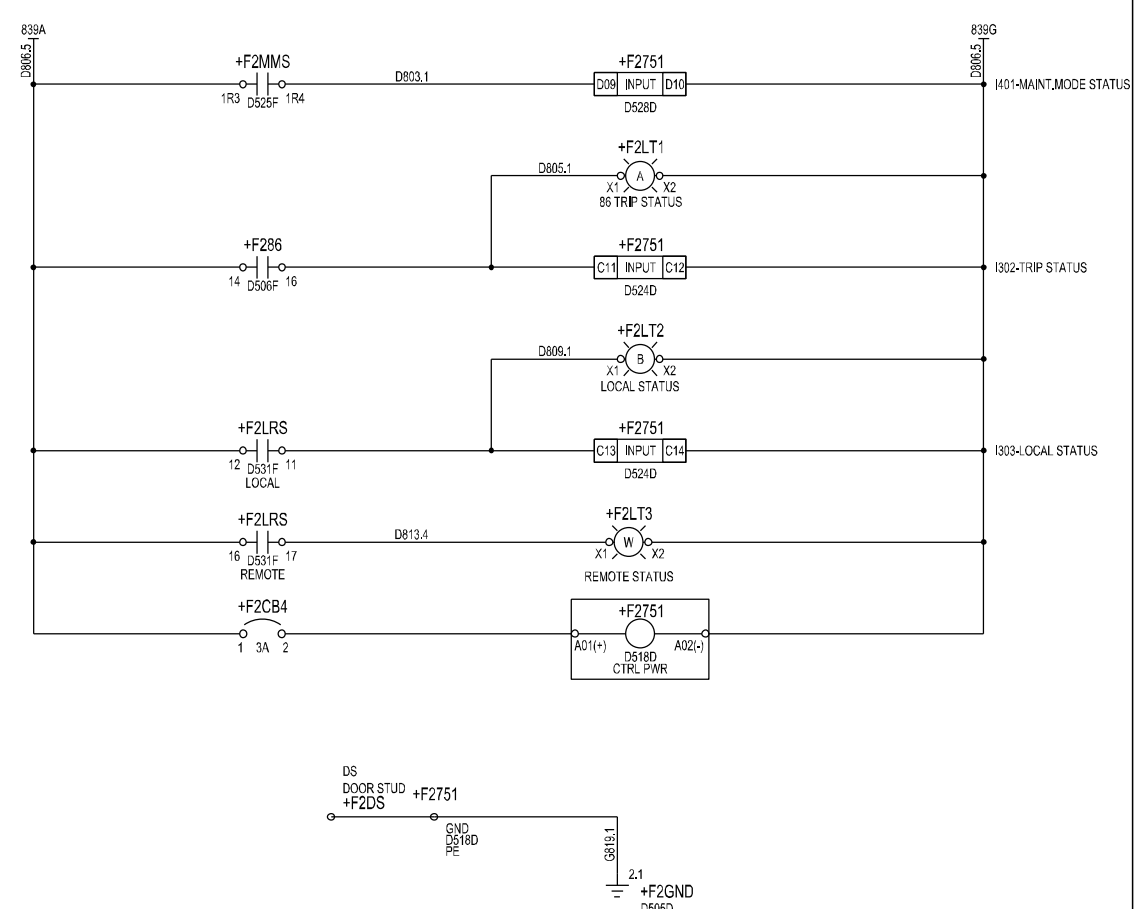 839A
839G
D806.5
D806.5
+F2MMS
1R3
1R4
D525F
D803.1
+F2751
D09 INPUT D10
D528D
I401-MAINT.MODE STATUS
D805.1
+F2LT1
A
X1
X2
86 TRIP STATUS
+F286
14
16
D506F
+F2751
C11 INPUT C12
D524D
I302-TRIP STATUS
D809.1
+F2LT2
B
X1
X2
LOCAL STATUS
+F2LRS
12
11
D531F
LOCAL
+F2751
C13 INPUT C14
D524D
I303-LOCAL STATUS
+F2LRS
16
17
D531F
REMOTE
D813.4
+F2LT3
W
X1
X2
REMOTE STATUS
+F2CB4
1 3A 2
+F2751
A01(+)
A02(-)
D518D
CTRL PWR
DS
DOOR STUD
+F2DS
+F2751
GND
D518D
PE
G819.1
2.1
+F2GND
D505D